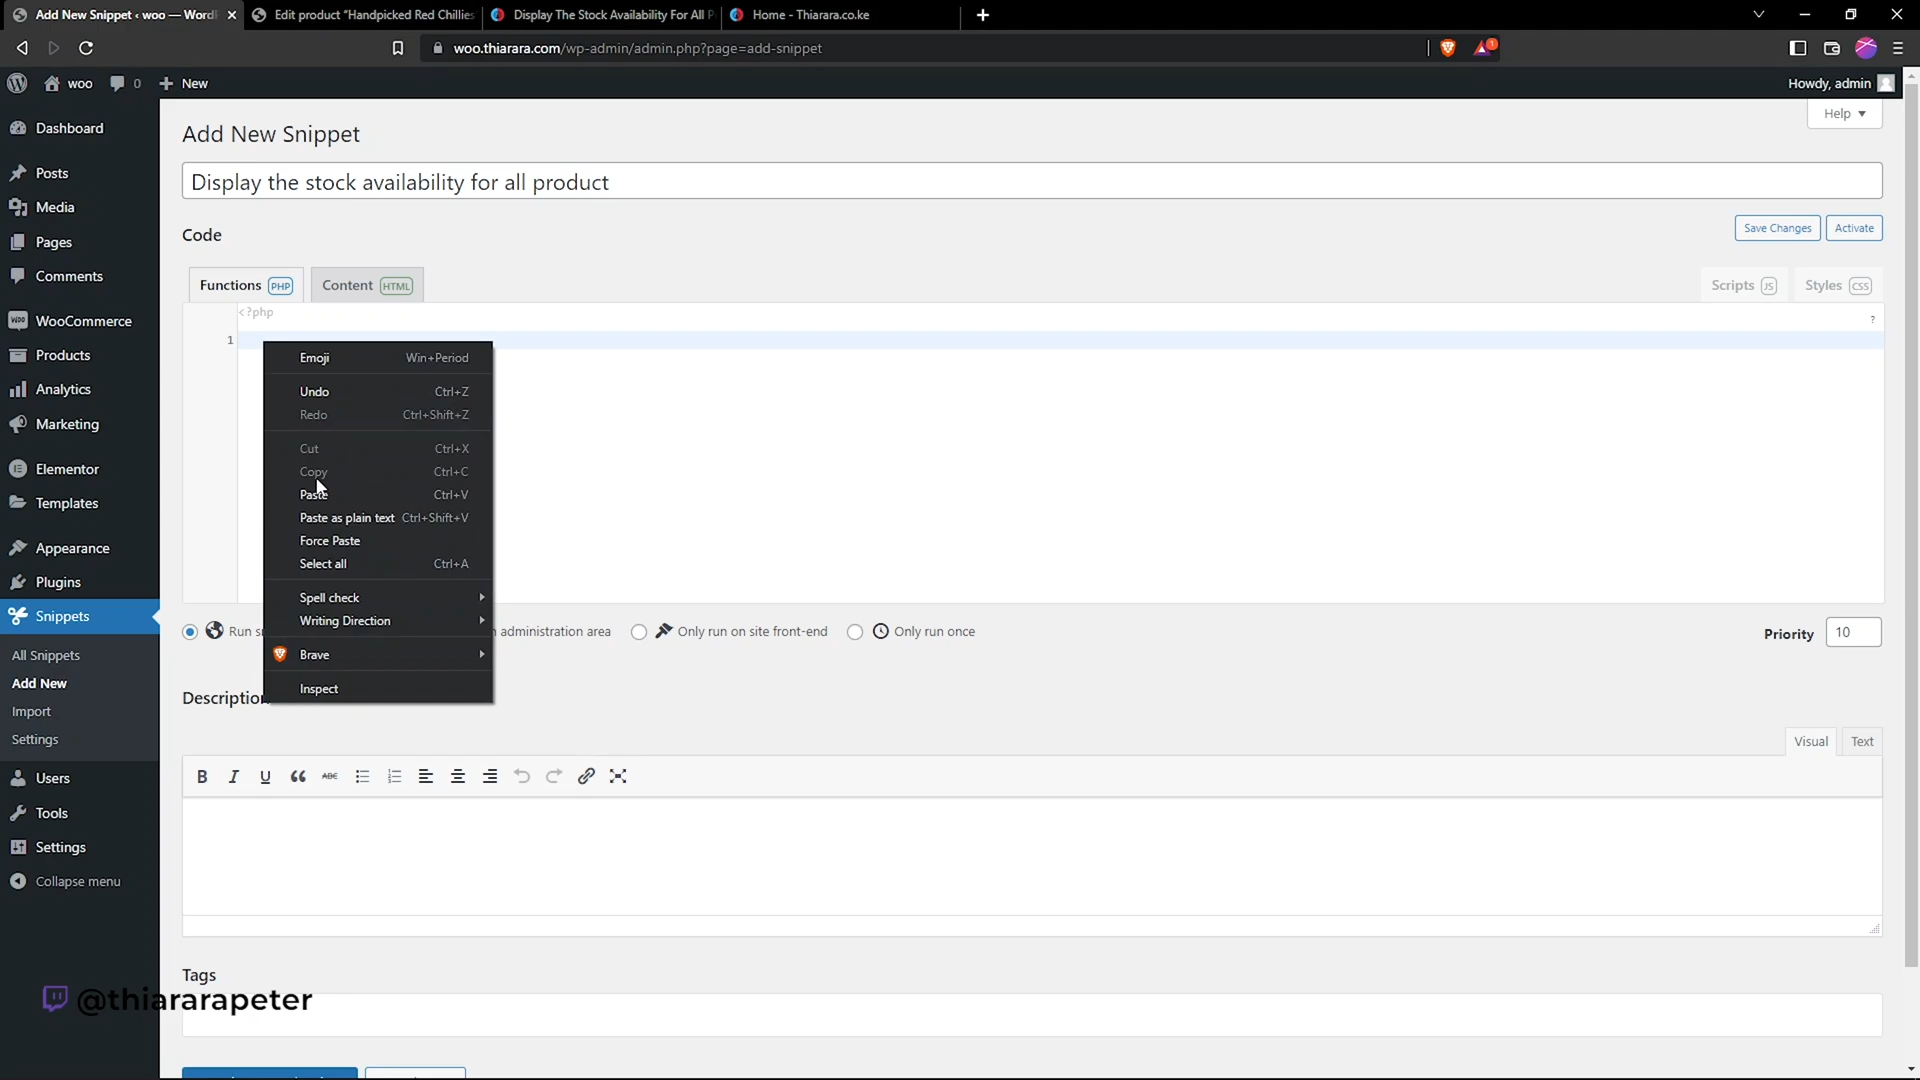 Add New Snippet ‹ woo — WordP
Edit product “Handpicked Red Chillies
Display The Stock Availability For All P
Home - Thiarara.co.ke
woo.thiarara.com/wp-admin/admin.php?page=add-snippet
1
woo
0
New
Howdy, admin
Dashboard
Posts
Media
Pages
Comments
WooCommerce
Products
Analytics
Marketing
Elementor
Templates
Appearance
Plugins
Snippets
All Snippets
Add New
Import
Settings
Users
Tools
Settings
Collapse menu
Help
Add New Snippet
Display the stock availability for all product
Code
Save Changes
Activate
Functions PHP
Content HTML
Scripts JS
Styles CSS
<?php
?
1
Emoji Win+Period
Undo Ctrl+Z
Redo Ctrl+Shift+Z
Cut Ctrl+X
Copy Ctrl+C
Paste Ctrl+V
Paste as plain text Ctrl+Shift+V
Force Paste
Select all Ctrl+A
Spell check
Writing Direction
Brave
Inspect
Run s
n administration area
Only run on site front-end
Only run once
Priority
10
Description
Visual
Text
B I U ABC
Tags
@thiararapeter